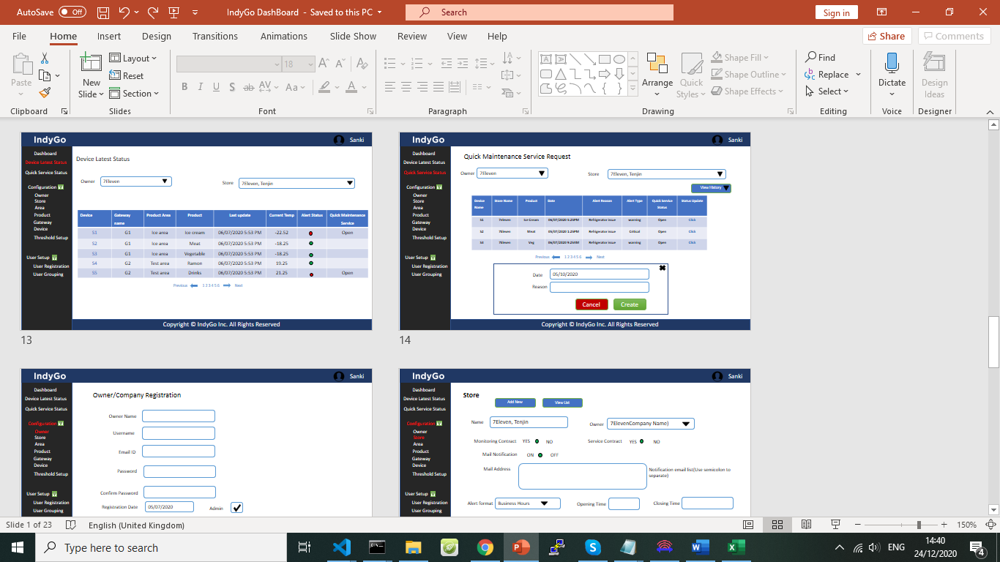 AutoSave Off IndyGo DashBoard - Saved to this PC Search Sign in
File Home Insert Design Transitions Animations Slide Show Review View Help Share Comments
Paste New Slide Layout Reset Section 18 Arrange Quick Styles Shape Fill Shape Outline Shape Effects Find Replace Select Dictate Design Ideas
Clipboard Slides Font Paragraph Drawing Editing Voice Designer
IndyGo Sanki
Dashboard
Device Latest Status
Quick Service Status
Configuration
Owner
Store
Area
Product
Gateway
Device
Threshold Setup
User Setup
User Registration
User Grouping
Device Latest Status
Owner 7Eleven Store 7Eleven, Tenjin
Device Gateway name Product Area Product Last update Current Temp Alert Status Quick Maintenance Service
S1 G1 Ice area Ice cream 06/07/2020 5:53 PM -22.52 Open
S2 G1 Ice area Meat 06/07/2020 5:53 PM -18.25
S3 G1 Ice area Vegetable 06/07/2020 5:53 PM -18.25
S4 G2 Test area Ramon 06/07/2020 5:53 PM 19.25
S5 G2 Test area Drinks 06/07/2020 5:53 PM 21.25 Open
Previous 1 2 3 4 5 6 Next
Copyright © IndyGo Inc. All Rights Reserved
13
IndyGo Sanki
Dashboard
Device Latest Status
Quick Service Status
Configuration
Owner
Store
Area
Product
Gateway
Device
Threshold Setup
User Setup
User Registration
User Grouping
Quick Maintenance Service Request
Owner 7Eleven Store 7Eleven, Tenjin
View History
Device Name Store Name Product Date Alert Reason Alert Type Quick Service Status Status Update
S1 7eleven Ice Cream 06/07/2020 5:25PM Refilgerator issue warning Open Click
S2 7Eleven Meat 05/07/2020 1:25PM Refilgerator issue Critical Open Click
S3 7Eleven Veg 06/07/2020 9:25AM Refilgerator issue warning Open Click
Previous 1 2 3 4 5 6 Next
Date 05/10/2020
Reason
Cancel Create
Copyright © IndyGo Inc. All Rights Reserved
14
IndyGo Sanki
Dashboard
Device Latest Status
Quick Service Status
Configuration
Owner
Store
Area
Product
Gateway
Device
Threshold Setup
User Setup
User Registration
User Grouping
Owner/Company Registration
Owner Name
Username
Email ID
Password
Confirm Password
Registration Date 05/07/2020 Admin
IndyGo Sanki
Dashboard
Device Latest Status
Quick Service Status
Configuration
Owner
Store
Area
Product
Gateway
Device
Threshold Setup
User Setup
User Registration
User Grouping
Store
Add New View List
Name 7Eleven, Tenjin Owner 7ElevenCompany Name)
Monitoring Contract YES NO Service Contract YES NO
Mail Notification ON OFF
Mail Address Notification email list(Use semicolon to separate)
Alert format Business Hours Opening Time Closing Time
Slide 1 of 23 English (United Kingdom) 150%
Type here to search ENG 14:40 24/12/2020 4